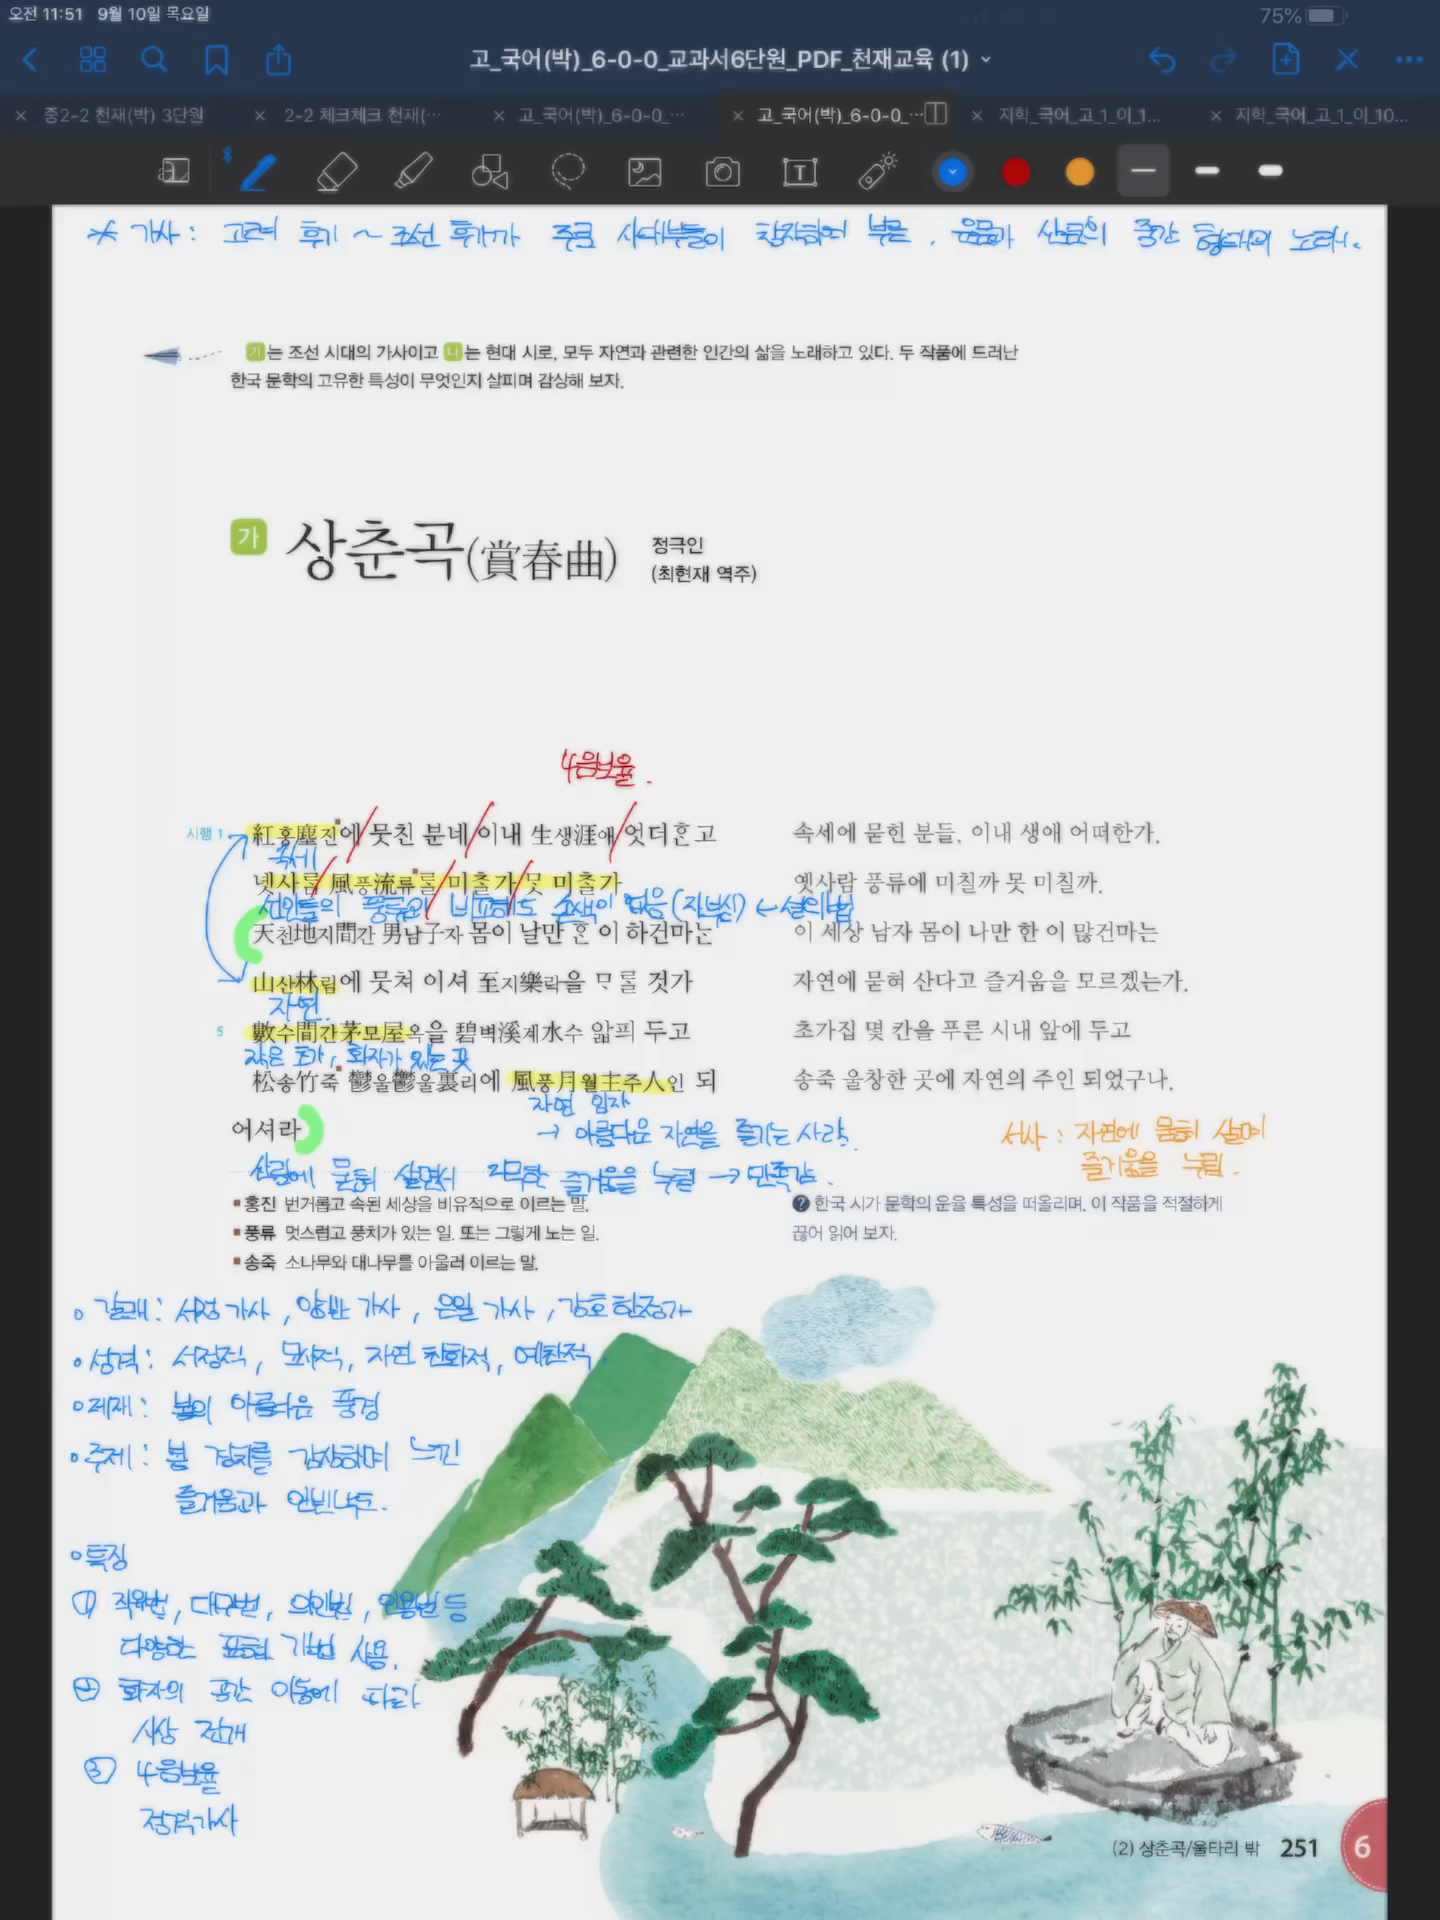 오전 11:51 9월 10일 목요일
75%
고_국어(박)_6-0-0_교과서6단원_PDF_천재교육 (1)
중2-2 천재(박) 3단원
2-2 체크체크 천재(…
고_국어(박)_6-0-0_…
고_국어(박)_6-0-0_…
지학_국어_고_1_이_1...
지학_국어_고_1_이_10...
* 가사 : 고려 후기 ~ 조선 후기까 주로 사대부들이 창작하여 부른, 운문과 산문의 중간 형태의 노래.
가는 조선 시대의 가사이고 나는 현대 시로, 모두 자연과 관련한 인간의 삶을 노래하고 있다. 두 작품에 드러난
한국 문학의 고유한 특성이 무엇인지 살피며 감상해 보자.
가 상춘곡(賞春曲)
정극인
(최현재 역주)
4음보율.
시행 1 紅홍塵진에 뭇친 분네 이내 生생涯애 엇더ᄒᆞᆫ고
속세에 묻힌 분들, 이내 생애 어떠한가.
속세
녯사ᄅᆞᆷ 風풍流류ᄅᆞᆯ 미ᄎᆞᆯ가 못 미ᄎᆞᆯ가
옛사람 풍류에 미칠까 못 미칠까.
선인들의 풍류와 비교해도 손색이 없음 (자부심) ← 설의법
天천地지間간 男남子자 몸이 날만 ᄒᆞᆫ 이 하건마ᄂᆞᆫ
이 세상 남자 몸이 나만 한 이 많건마는
山산林림에 뭇쳐 이셔 至지樂락을 ᄆᆞᄅᆞᆯ 것가
자연에 묻혀 산다고 즐거움을 모르겠는가.
자연.
5 數수間간茅모屋옥을 碧벽溪계水수 앏픠 두고
초가집 몇 칸을 푸른 시내 앞에 두고
작은 초가, 화자가 있는 곳
松송竹죽 鬱울鬱울裏리에 風풍月월主주人인 되
송죽 울창한 곳에 자연의 주인 되었구나.
자연 임자
어셔라
→ 아름다운 자연을 즐기는 사람.
서사 : 자연에 묻혀 살며
즐거움을 누림.
산림에 묻혀 살면서 지극한 즐거움을 누림 → 만족감.
홍진 번거롭고 속된 세상을 비유적으로 이르는 말.
풍류 멋스럽고 풍치가 있는 일. 또는 그렇게 노는 일.
송죽 소나무와 대나무를 아울러 이르는 말.
? 한국 시가 문학의 운율 특성을 떠올리며, 이 작품을 적절하게
끊어 읽어 보자.
갈래 : 서정 가사, 양반 가사, 은일 가사, 강호한정가
성격 : 서정적, 묘사적, 자연 친화적, 예찬적.
제재 : 봄의 아름다운 풍경
주제 : 봄 경치를 감상하며 느낀
즐거움과 안빈낙도.
특징
① 직유법, 대구법, 의인법, 인용법 등
다양한 표현 기법 사용.
② 화자의 공간 이동에 따라
시상 전개
③ 4음보율
정격가사
(2) 상춘곡/울타리 밖 251
6